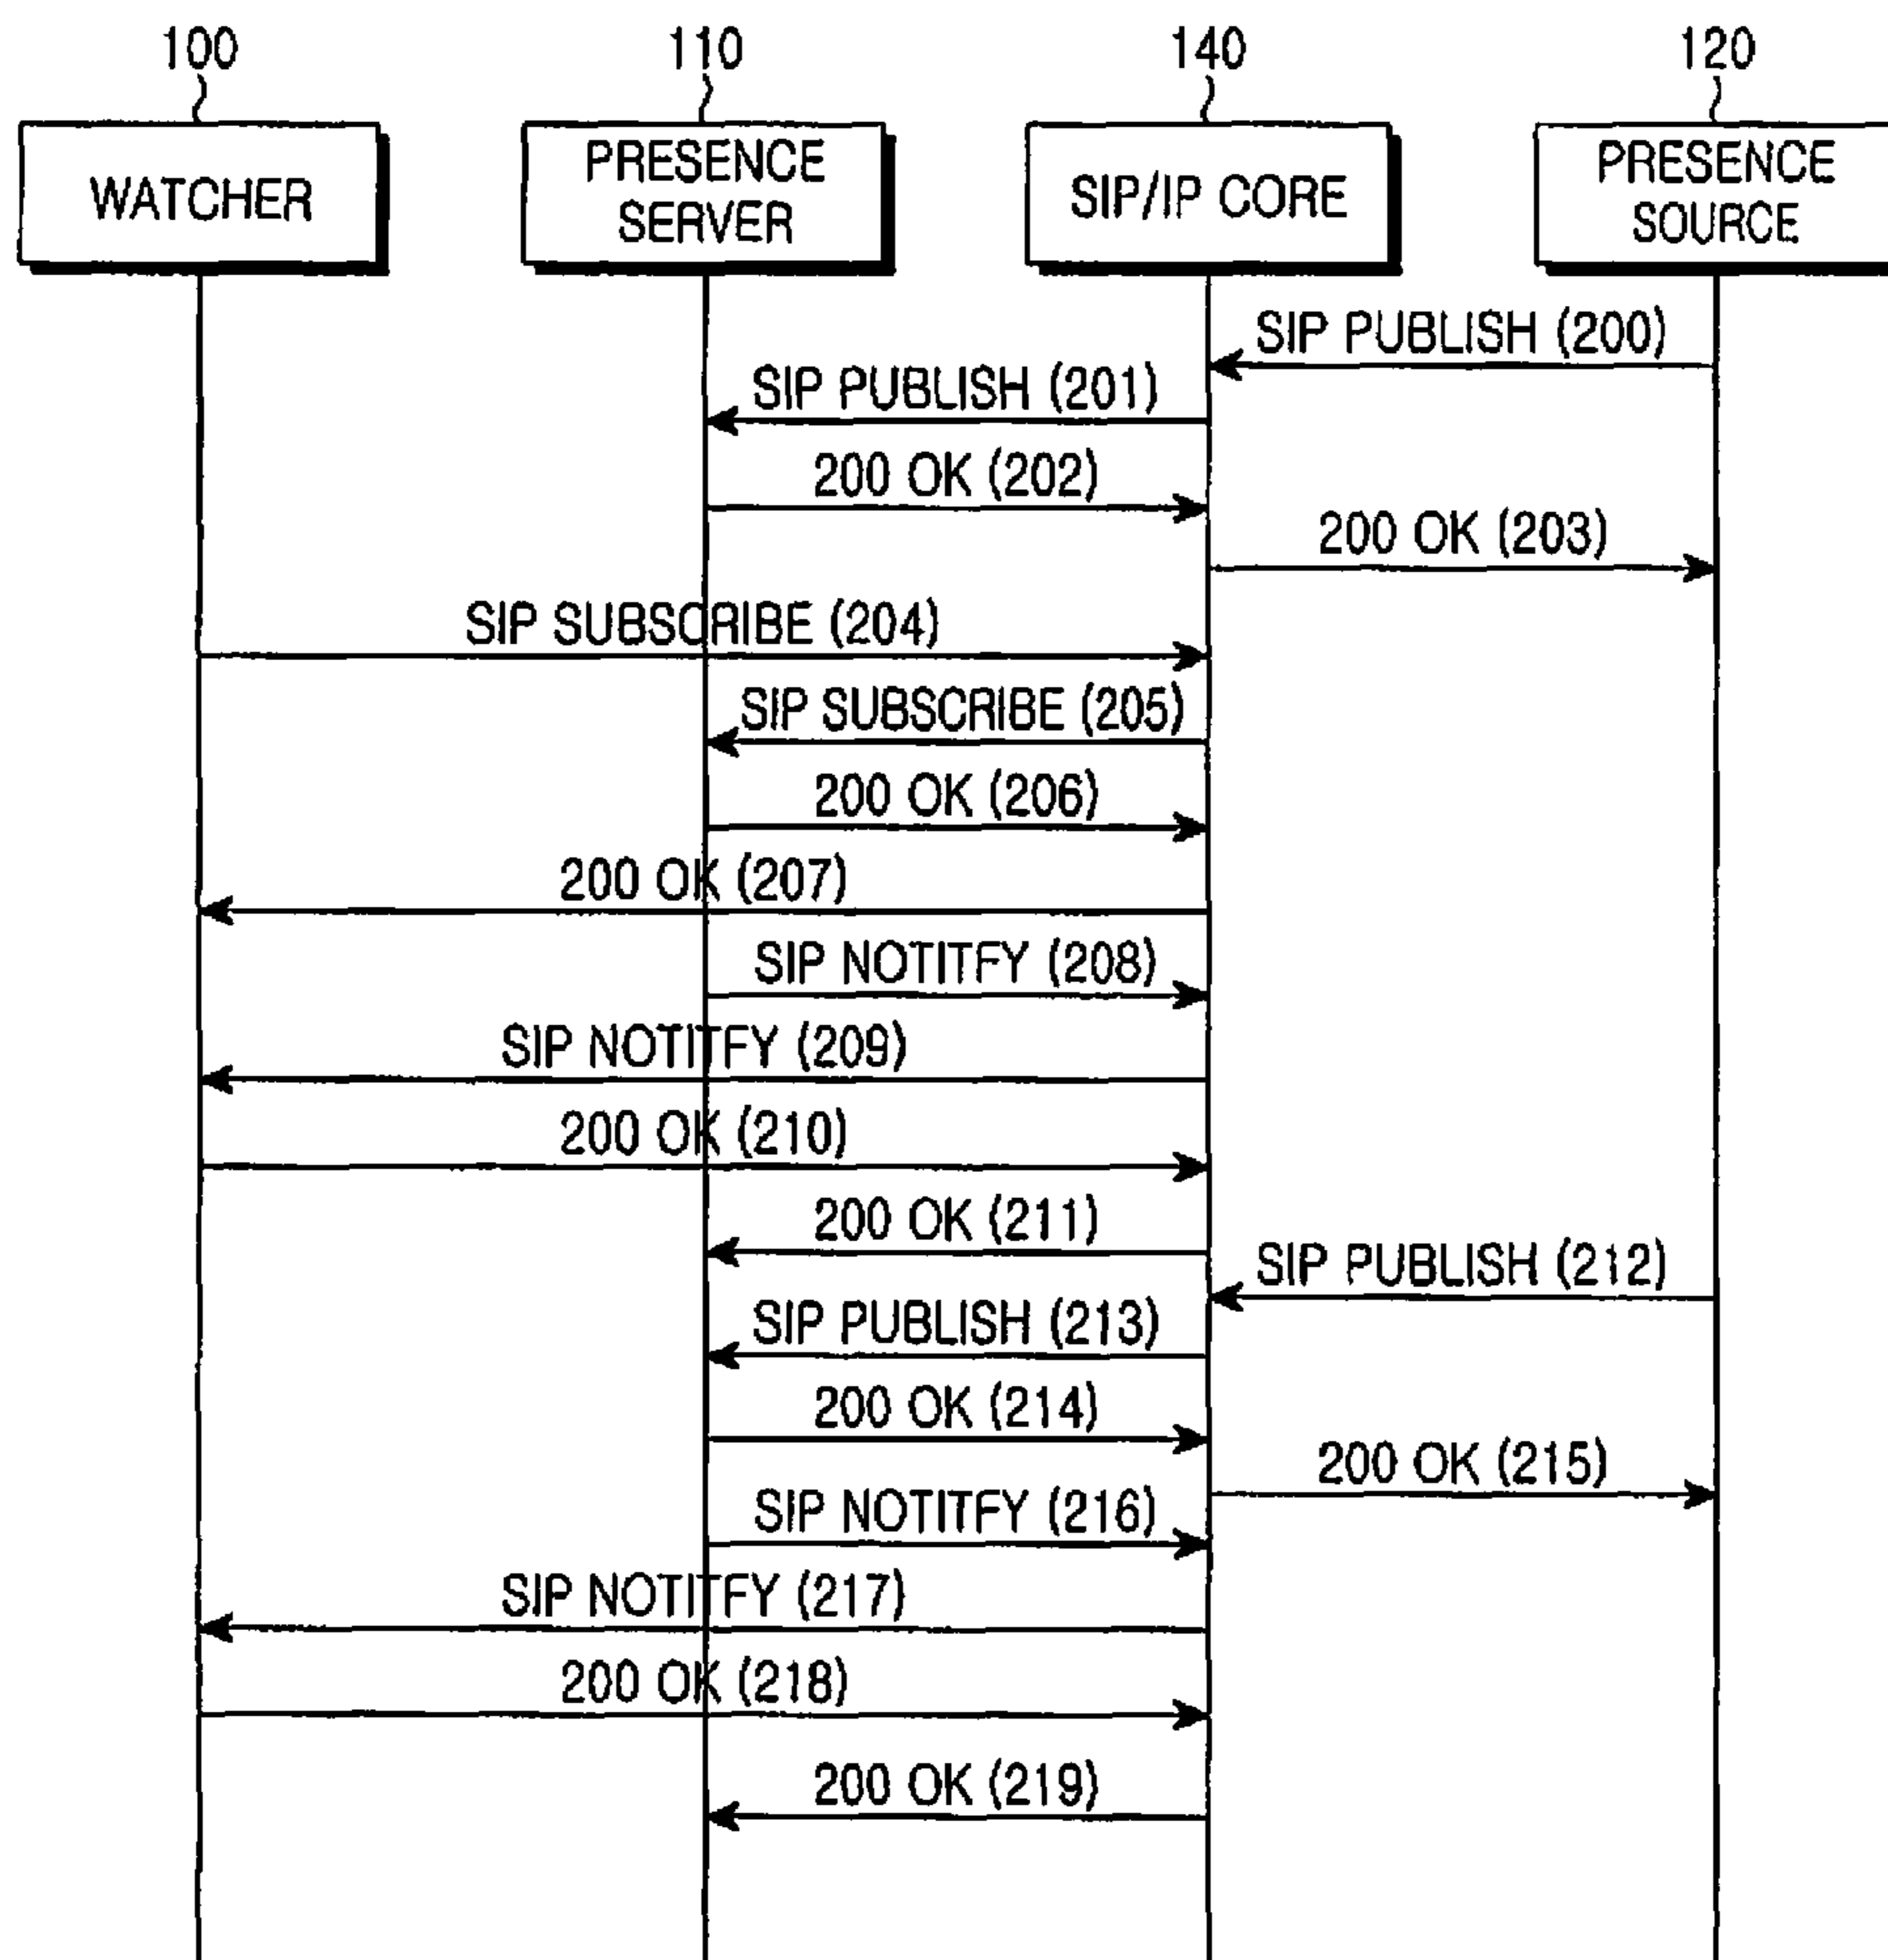 100
110
140
120
WATCHER
PRESENCE
SERVER
SIP/IP CORE
PRESENCE
SOURCE
SIP PUBLISH (200)
SIP PUBLISH (201)
200 OK (202)
200 OK (203)
SIP SUBSCRIBE (204)
SIP SUBSCRIBE (205)
200 OK (206)
200 OK (207)
SIP NOTITFY (208)
SIP NOTITFY (209)
200 OK (210)
200 OK (211)
SIP PUBLISH (212)
SIP PUBLISH (213)
200 OK (214)
200 OK (215)
SIP NOTITFY (216)
SIP NOTITFY (217)
200 OK (218)
200 OK (219)